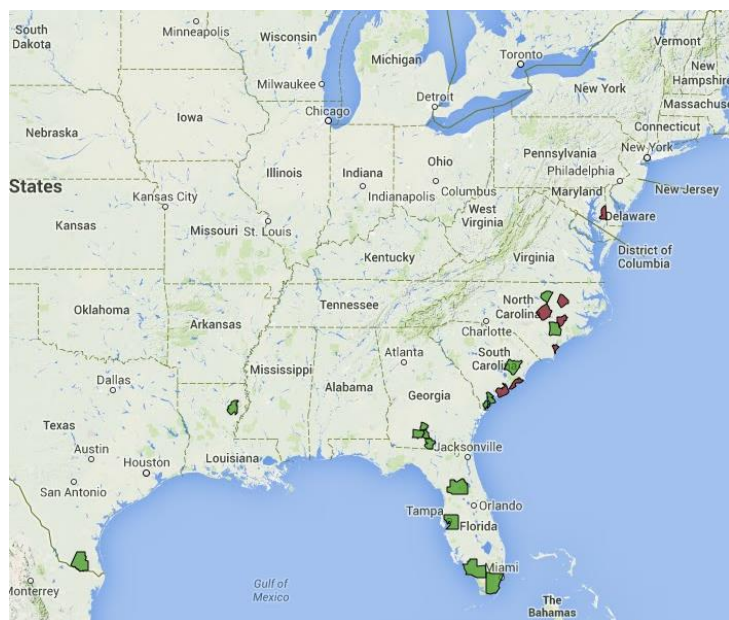 South
Dakota
Minneapolis
Wisconsin
Toronto
Vermont
Michigan
New
Hampshire
Milwaukee
Detroit
New York
Massachuse
Chicago
Iowa
Connecticut
Nebraska
New York
Ohio
Pennsylvania
Illinois
Indiana
Philadelphia
States
Indianapolis
Columbus
Maryland
New Jersey
Kansas City
West
Virginia
Delaware
Kansas
Missouri
St. Louis
District of
Columbia
Kentucky
Virginia
North
Carolina
Oklahoma
Tennessee
Arkansas
Charlotte
Atlanta
South
Carolina
Mississippi
Dallas
Alabama
Georgia
Texas
Austin
Houston
Louisiana
Jacksonville
San Antonio
Orlando
Tampa
Florida
Miami
Gulf of
Mexico
Monterrey
The
Bahamas